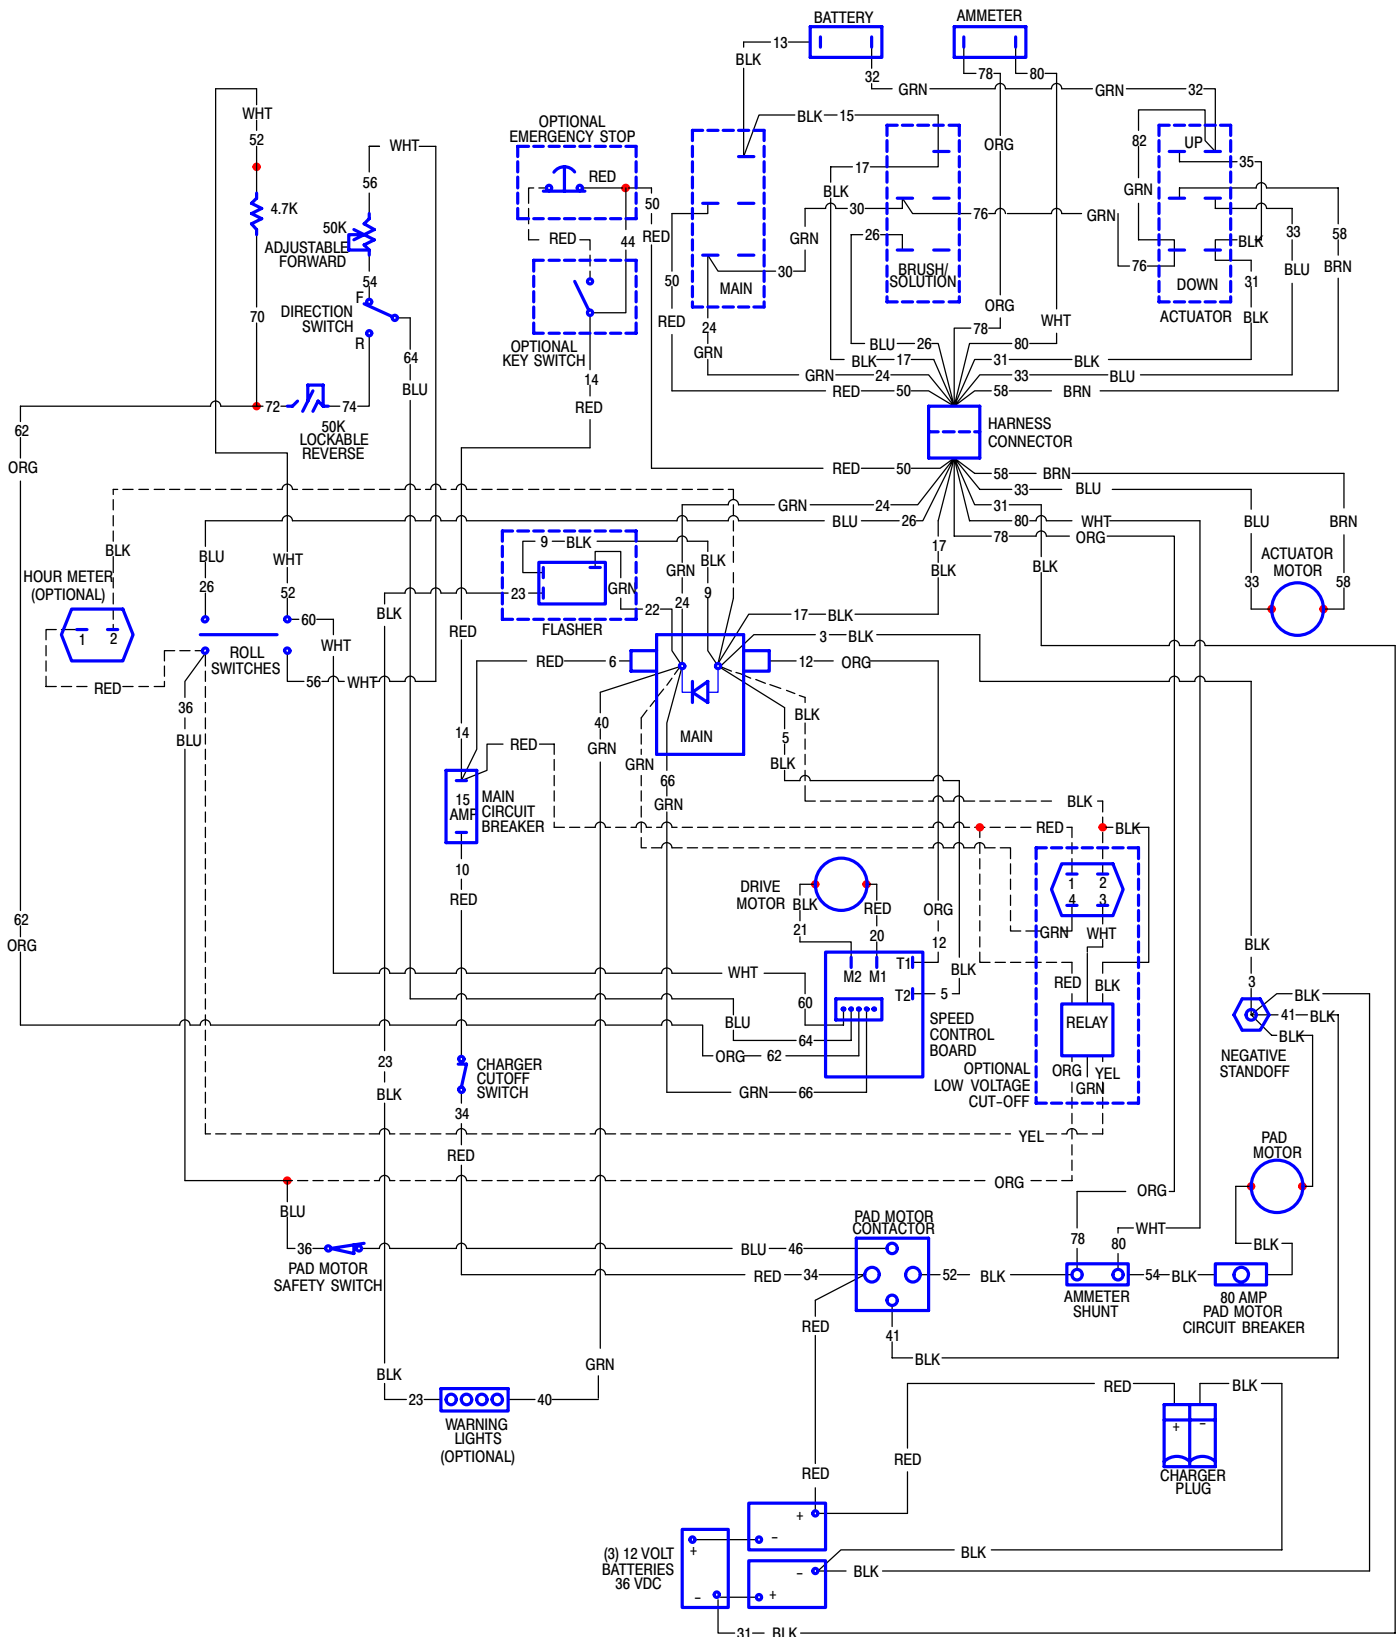 BATTERY
AMMETER
13
BLK
32
GRN
GRN
32
78
80
WHT
52
OPTIONAL
EMERGENCY STOP
BLK
15
ORG
82
UP
WHT
RED
17
35
56
BLK
GRN
4.7K
50
30
76
GRN
33
58
50K
ADJUSTABLE
FORWARD
RED
44
RED
GRN
26
BLK
BRN
54
50
MAIN
30
BRUSH/
SOLUTION
76
DOWN
31
BLU
F
DIRECTION
SWITCH
70
R
RED
24
GRN
ORG
78
WHT
80
ACTUATOR
BLK
OPTIONAL
KEY SWITCH
64
BLU
BLU
26
BLK
17
31
BLK
14
RED
GRN
24
33
BLU
RED
50
58
BRN
72
74
50K
LOCKABLE
REVERSE
62
ORG
HARNESS
CONNECTOR
RED
50
58
BRN
33
BLU
GRN
24
31
BLU
26
80
WHT
78
ORG
17
BLK
BLK
BLU
BRN
BLK
BLU
26
WHT
52
9
BLK
BLK
GRN
GRN
9
ACTUATOR
MOTOR
33
58
HOUR METER
(OPTIONAL)
23
22
24
BLK
FLASHER
60
WHT
1
2
ROLL
SWITCHES
RED
17
BLK
3
BLK
RED
6
12
ORG
RED
56
WHT
36
BLU
40
GRN
MAIN
BLK
5
BLK
14
RED
GRN
66
GRN
15
AMP
MAIN
CIRCUIT
BREAKER
BLK
RED
BLK
10
RED
DRIVE
MOTOR
BLK
RED
21
20
ORG
12
1
2
4
3
GRN
WHT
62
ORG
BLK
3
WHT
60
M2
M1
T1
T2
5
BLK
RED
BLK
RELAY
BLK
41
BLK
BLK
NEGATIVE
STANDOFF
BLU
64
ORG
62
SPEED
CONTROL
BOARD
23
BLK
CHARGER
CUTOFF
SWITCH
GRN
66
OPTIONAL
LOW VOLTAGE
CUT-OFF
ORG
YEL
GRN
34
RED
YEL
PAD
MOTOR
ORG
ORG
BLU
36
PAD MOTOR
SAFETY SWITCH
BLU
46
PAD MOTOR
CONTACTOR
78
80
WHT
BLK
RED
34
52
BLK
AMMETER
SHUNT
54
BLK
80 AMP
PAD MOTOR
CIRCUIT BREAKER
RED
41
BLK
BLK
GRN
23
40
WARNING
LIGHTS
(OPTIONAL)
RED
BLK
+
-
CHARGER
PLUG
RED
RED
+
-
(3) 12 VOLT
BATTERIES
36 VDC
+
-
-
+
BLK
BLK
31
BLK